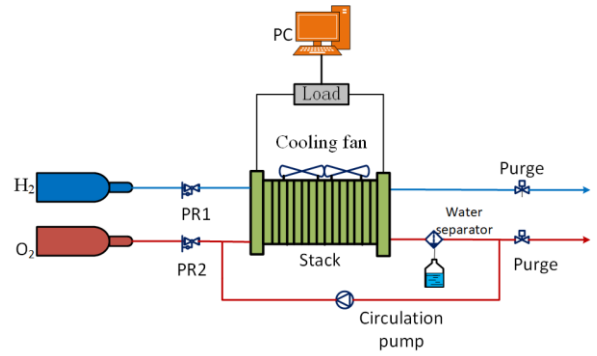 PC
Load
Cooling fan
H₂
PR1
Purge
O₂
PR2
Stack
Water
separator
Purge
Circulation
pump